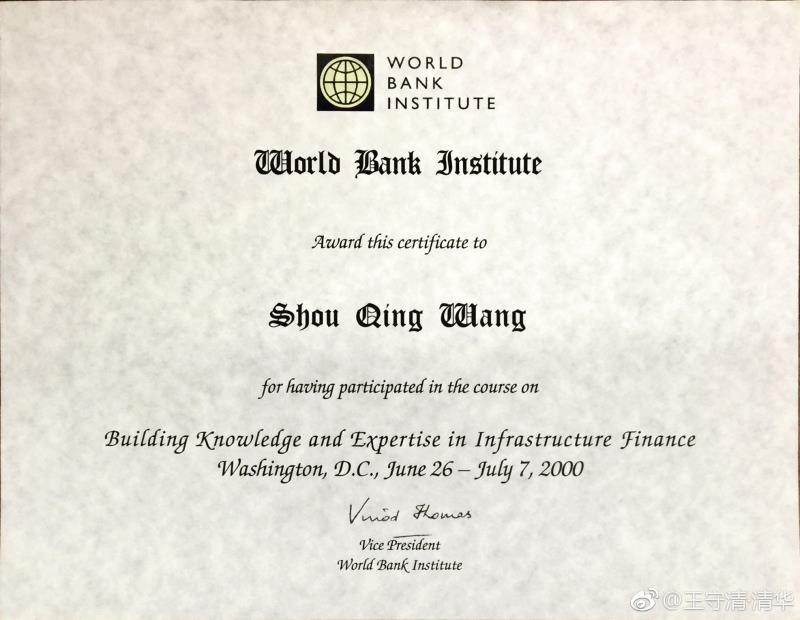 WORLD
BANK
INSTITUTE
World Bank Institute
Award this certificate to
Shou Qing Wang
for having participated in the course on
Building Knowledge and Expertise in Infrastructure Finance
Washington, D.C., June 26 – July 7, 2000
Vinod Thomas
Vice President
World Bank Institute
@王守清清华